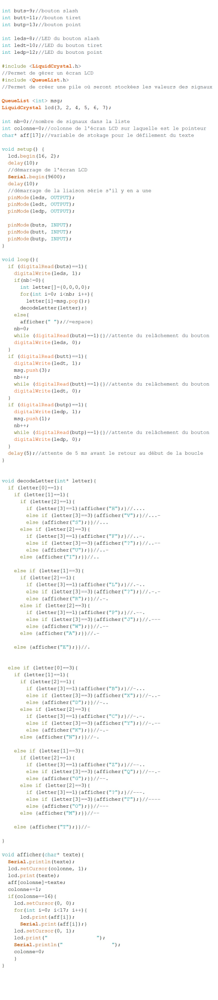 int buts=9;//bouton slash
int butt=11;//bouton tiret
int butp=13;//bouton point

int leds=8;//LED du bouton slash
int ledt=10;//LED du bouton tiret
int ledp=12;//LED du bouton point

#include <LiquidCrystal.h>
//Permet de gérer un écran LCD
#include <QueueList.h>
//Permet de créer une pile où seront stockées les valeurs des signaux

QueueList <int> msg;
LiquidCrystal lcd(3, 2, 4, 5, 6, 7);

int nb=0;//nombre de signaux dans la liste
int colonne=0;//colonne de l'écran LCD sur laquelle est le pointeur
char* aff[17];//variable de stokage pour le défilement du texte

void setup() {
  lcd.begin(16, 2);
  delay(10);
  //démarrage de l'écran LCD
  Serial.begin(9600);
  delay(10);
  //démarrage de la liaison série s'il y en a une
  pinMode(leds, OUTPUT);
  pinMode(ledt, OUTPUT);
  pinMode(ledp, OUTPUT);

  pinMode(buts, INPUT);
  pinMode(butt, INPUT);
  pinMode(butp, INPUT);
}

void loop(){
  if (digitalRead(buts)==1){
    digitalWrite(leds, 1);
    if(nb!=0){
      int letter[]={0,0,0,0};
      for(int i=0; i<nb; i++){
        letter[i]=msg.pop();}
      decodeLetter(letter);}
    else{
      afficher(" ");//=espace}
    nb=0;
    while (digitalRead(buts)==1){}//attente du relâchement du bouton
    digitalWrite(leds, 0);
  }
  if (digitalRead(butt)==1){
    digitalWrite(ledt, 1);
    msg.push(3);
    nb++;
    while (digitalRead(butt)==1){}//attente du relâchement du bouton
    digitalWrite(ledt, 0);
  }
  if (digitalRead(butp)==1){
    digitalWrite(ledp, 1);
    msg.push(1);
    nb++;
    while (digitalRead(butp)==1){}//attente du relâchement du bouton
    digitalWrite(ledp, 0);
  }
  delay(5);//attente de 5 ms avant le retour au début de la boucle
}


void decodeLetter(int* letter){
  if (letter[0]==1){
    if (letter[1]==1){
      if (letter[2]==1){
        if (letter[3]==1){afficher("H");}//....
        else if (letter[3]==3){afficher("V");}//...-
        else {afficher("S");}}//...
      else if (letter[2]==3){
        if (letter[3]==1){afficher("F");}//..-.
        else if (letter[3]==3){afficher("?");}//..--
        else {afficher("U");}}//..-
      else {afficher("I");}}//..

    else if (letter[1]==3){
      if (letter[2]==1){
        if (letter[3]==1){afficher("L");}//.-..
        else if (letter[3]==3){afficher("?");}//.-.-
        else {afficher("R");}}//.-.
      else if (letter[2]==3){
        if (letter[3]==1){afficher("P");}//.--.
        else if (letter[3]==3){afficher("J");}//.---
        else {afficher("W");}}//.--
      else {afficher("A");}}//.-

    else {afficher("E");}}//.


  else if (letter[0]==3){
    if (letter[1]==1){
      if (letter[2]==1){
        if (letter[3]==1){afficher("B");}//-...
        else if (letter[3]==3){afficher("X");}//-..-
        else {afficher("D");}}//-..
      else if (letter[2]==3){
        if (letter[3]==1){afficher("C");}//-.-.
        else if (letter[3]==3){afficher("Y");}//-.--
        else {afficher("K");}}//-.-
      else {afficher("N");}}//-.

    else if (letter[1]==3){
      if (letter[2]==1){
        if (letter[3]==1){afficher("Z");}//--..
        else if (letter[3]==3){afficher("Q");}//--.-
        else {afficher("G");}}//--.
      else if (letter[2]==3){
        if (letter[3]==1){afficher("?");}//---.
        else if (letter[3]==3){afficher("Γ");}//----
        else {afficher("O");}}//---
      else {afficher("M");}}//--

    else {afficher("T");}}//-

}

void afficher(char* texte){
  Serial.println(texte);
  lcd.setCursor(colonne, 1);
  lcd.print(texte);
  aff[colonne]=texte;
  colonne+=1;
  if(colonne==16){
    lcd.setCursor(0, 0);
    for(int i=0; i<17; i++){
      lcd.print(aff[i]);
      Serial.print(aff[i]);}
    lcd.setCursor(0, 1);
    lcd.print("                ");
    Serial.println("                ");
    colonne=0;
    }
}